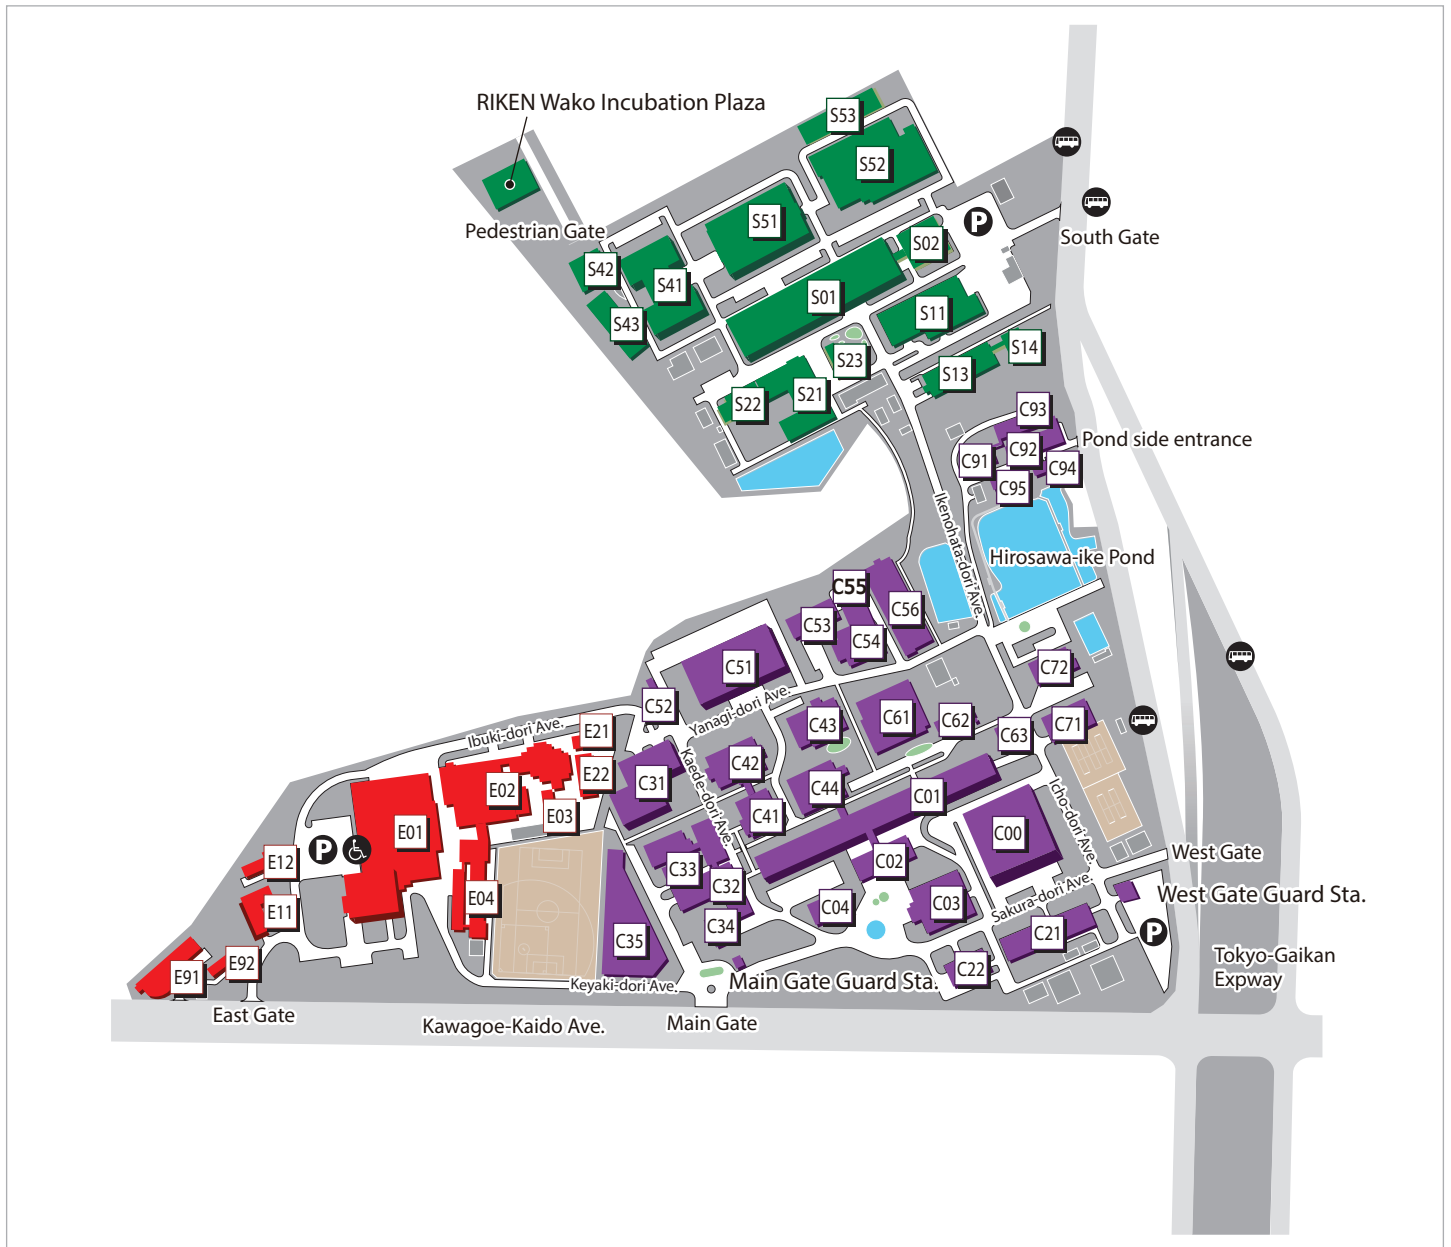 RIKEN Wako Incubation Plaza
S53
S52
P
S51
S02
Pedestrian Gate
South Gate
S42
S41
S01
S11
S43
S14
S23
S13
S22
S21
C93
Pond side entrance
C92
C91
C94
C95
Ikenohata-dori Ave.
Hirosawa-ike Pond
C55
C53
C56
C54
C51
C72
Yanagi-dori Ave.
C52
C61
C62
C43
C71
C63
Ibuki-dori Ave.
E21
E22
Kaede-dori Ave.
C42
C31
E02
C44
C01
Icho-dori Ave.
E03
C41
E01
C00
P
E12
C33
C02
West Gate
C32
Sakura-dori Ave.
West Gate Guard Sta.
E04
C04
C03
E11
C34
C35
C21
P
E92
E91
C22
Tokyo-Gaikan
Expway
Main Gate Guard Sta.
Keyaki-dori Ave.
East Gate
Kawagoe-Kaido Ave.
Main Gate